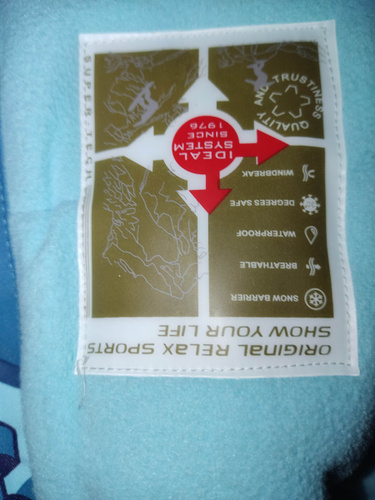 ORIGINAL RELAX SPORTS
SHOW YOUR LIFE
SNOW BARRIER
BREATHABLE
WATERPROOF
DEGREES SAFE
WINDBREAK
IDEAL
SYSTEM
SINCE
1976
QUALITY AND TRUSTINESS
SUPER TECH